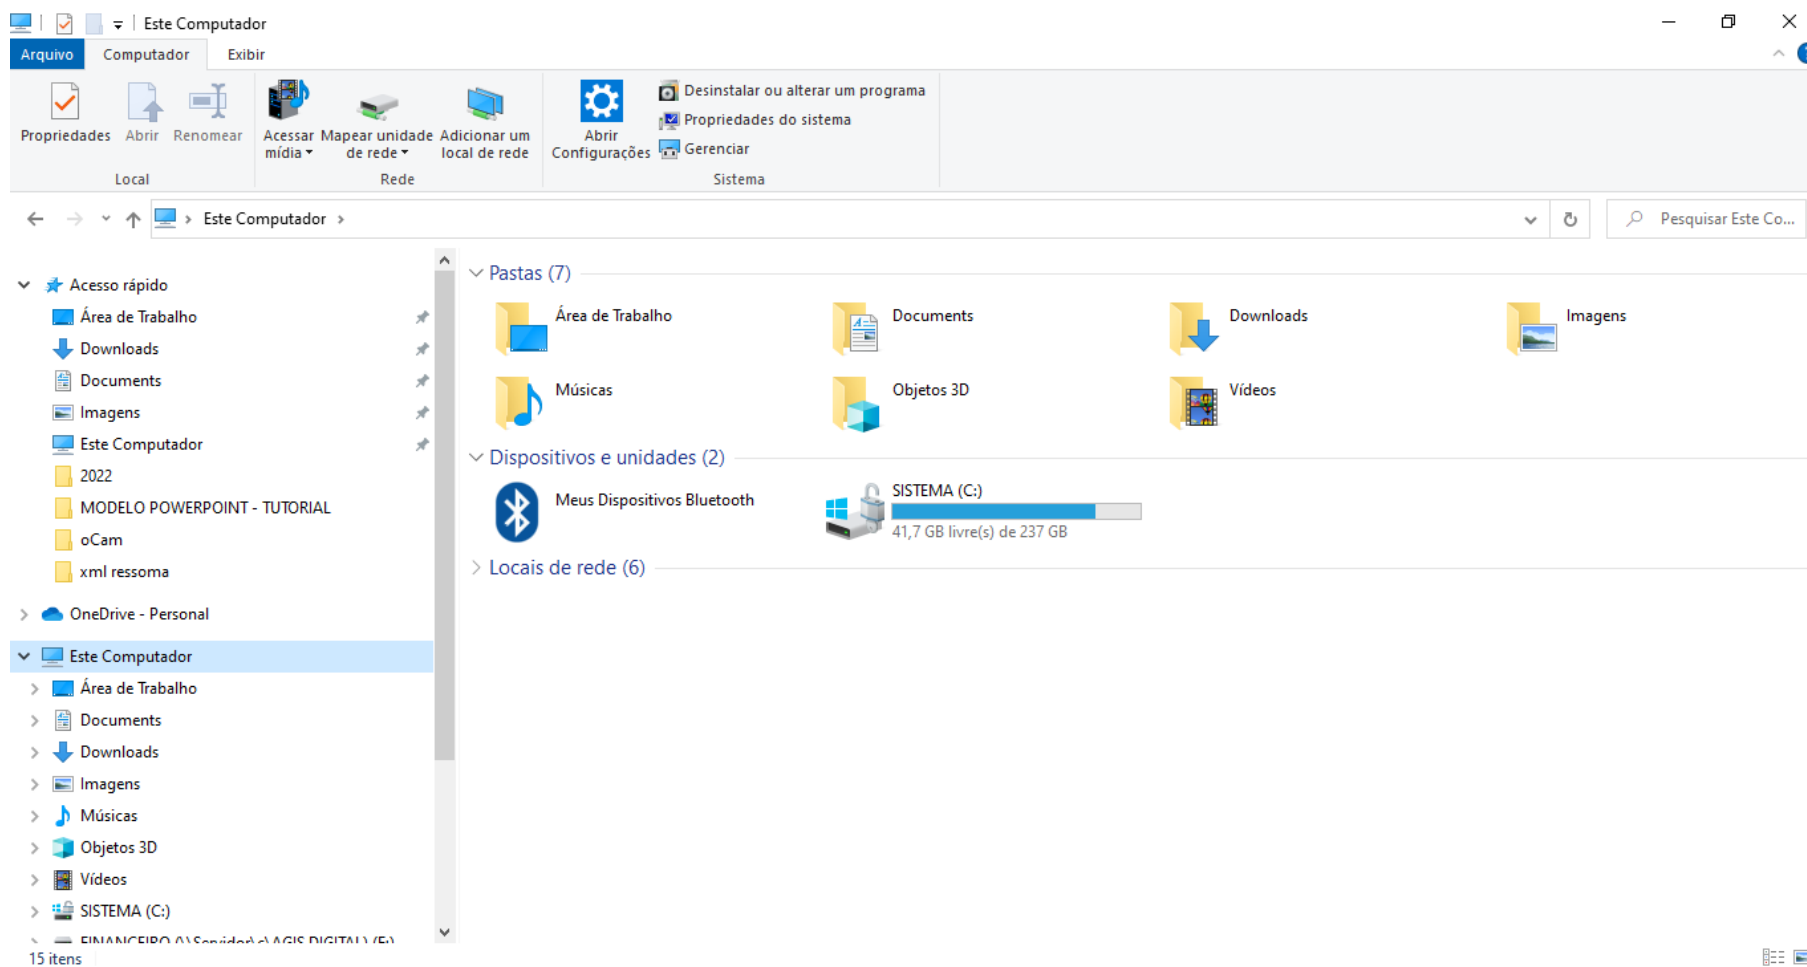 Este Computador
Arquivo Computador Exibir
Propriedades Abrir Renomear Acessar mídia Mapear unidade de rede Adicionar um local de rede Abrir Configurações
Desinstalar ou alterar um programa
Propriedades do sistema
Gerenciar
Local Rede Sistema
Este Computador
Pesquisar Este Co...
Acesso rápido
Área de Trabalho
Downloads
Documents
Imagens
Este Computador
2022
MODELO POWERPOINT - TUTORIAL
oCam
xml ressoma
OneDrive - Personal
Este Computador
Área de Trabalho
Documents
Downloads
Imagens
Músicas
Objetos 3D
Vídeos
SISTEMA (C:)
FINANCEIRO (\\Servidor\c\AGIS DIGITAL)
15 itens
Pastas (7)
Área de Trabalho Documents Downloads Imagens
Músicas Objetos 3D Vídeos
Dispositivos e unidades (2)
Meus Dispositivos Bluetooth
SISTEMA (C:)
41,7 GB livre(s) de 237 GB
Locais de rede (6)